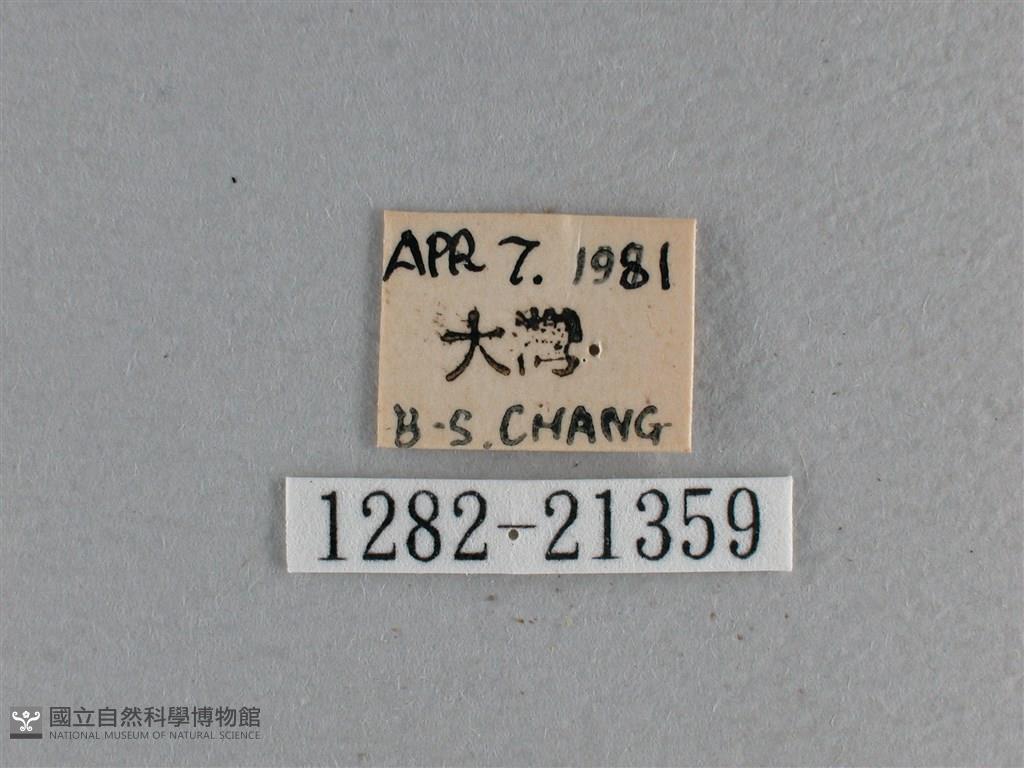 APR 7. 1981
大灣
B-S. CHANG
1282-21359
國立自然科學博物館
NATIONAL MUSEUM OF NATURAL SCIENCE